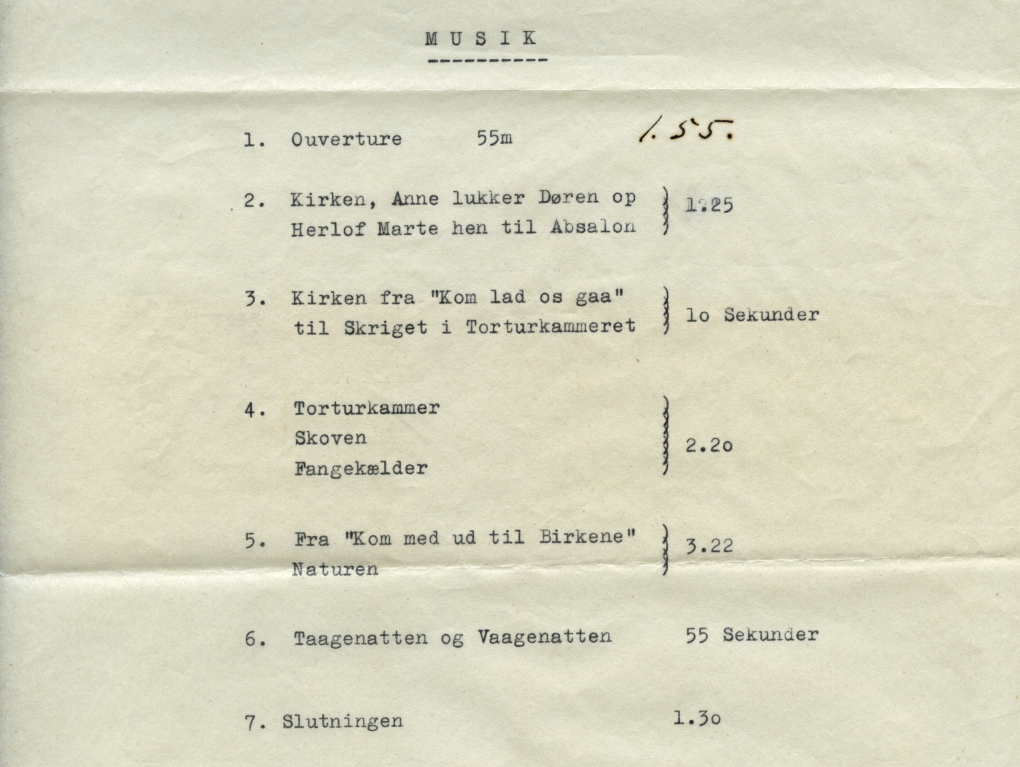 MUSIK
1. Ouverture 55m 1.55.
2. Kirken, Anne lukker Døren op
Herlof Marte hen til Absalon 1.25
3. Kirken fra "Kom lad os gaa"
til Skriget i Torturkammeret 1o Sekunder
4. Torturkammer
Skoven 2.2o
Fangekælder
5. Fra "Kom med ud til Birkene" 3.22
Naturen
6. Taagenatten og Vaagenatten 55 Sekunder
7. Slutningen 1.3o